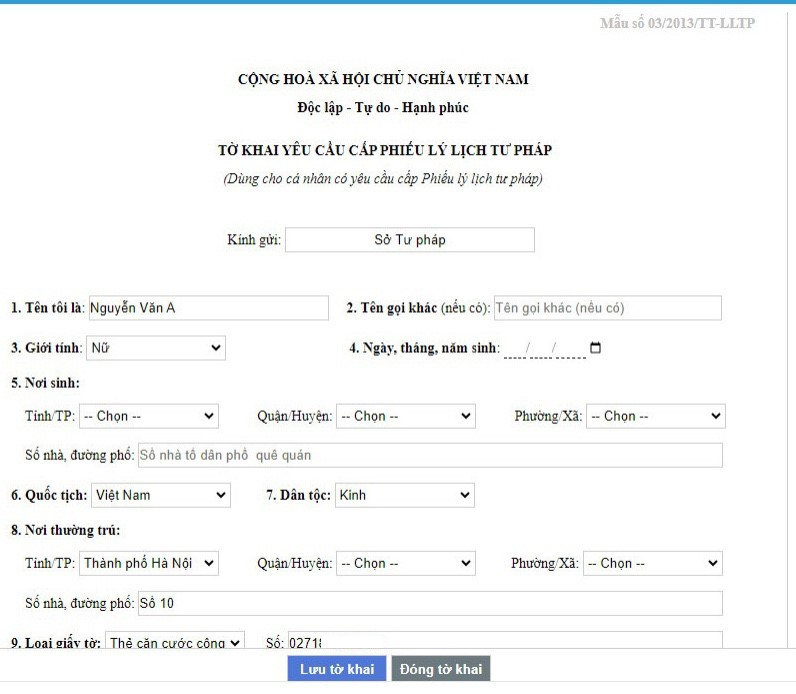 Mẫu số 03/2013/TT-LLTP
CỘNG HOÀ XÃ HỘI CHỦ NGHĨA VIỆT NAM
Độc lập - Tự do - Hạnh phúc
TỜ KHAI YÊU CẦU CẤP PHIẾU LÝ LỊCH TƯ PHÁP
(Dùng cho cá nhân có yêu cầu cấp Phiếu lý lịch tư pháp)
Kính gửi: Sở Tư pháp
1. Tên tôi là: Nguyễn Văn A 2. Tên gọi khác (nếu có): Tên gọi khác (nếu có)
3. Giới tính: Nữ 4. Ngày, tháng, năm sinh: / /
5. Nơi sinh:
Tỉnh/TP: -- Chọn -- Quận/Huyện: -- Chọn -- Phường/Xã: -- Chọn --
Số nhà, đường phố: Số nhà tổ dân phố quê quán
6. Quốc tịch: Việt Nam 7. Dân tộc: Kinh
8. Nơi thường trú:
Tỉnh/TP: Thành phố Hà Nội Quận/Huyện: -- Chọn -- Phường/Xã: -- Chọn --
Số nhà, đường phố: Số 10
9. Loại giấy tờ: Thẻ căn cước công Số: 0271
Lưu tờ khai Đóng tờ khai